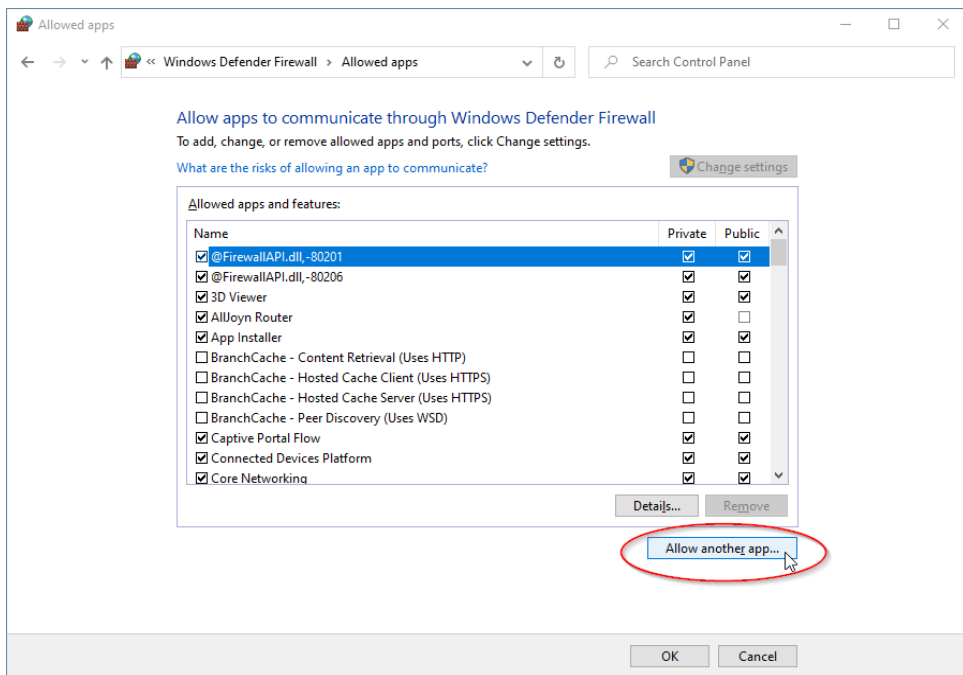 Allowed apps
« Windows Defender Firewall › Allowed apps
Search Control Panel
Allow apps to communicate through Windows Defender Firewall
To add, change, or remove allowed apps and ports, click Change settings.
What are the risks of allowing an app to communicate?
Change settings
Allowed apps and features:
Name Private Public
@FirewallAPI.dll,-80201
@FirewallAPI.dll,-80206
3D Viewer
AllJoyn Router
App Installer
BranchCache - Content Retrieval (Uses HTTP)
BranchCache - Hosted Cache Client (Uses HTTPS)
BranchCache - Hosted Cache Server (Uses HTTPS)
BranchCache - Peer Discovery (Uses WSD)
Captive Portal Flow
Connected Devices Platform
Core Networking
Details... Remove
Allow another app...
OK Cancel